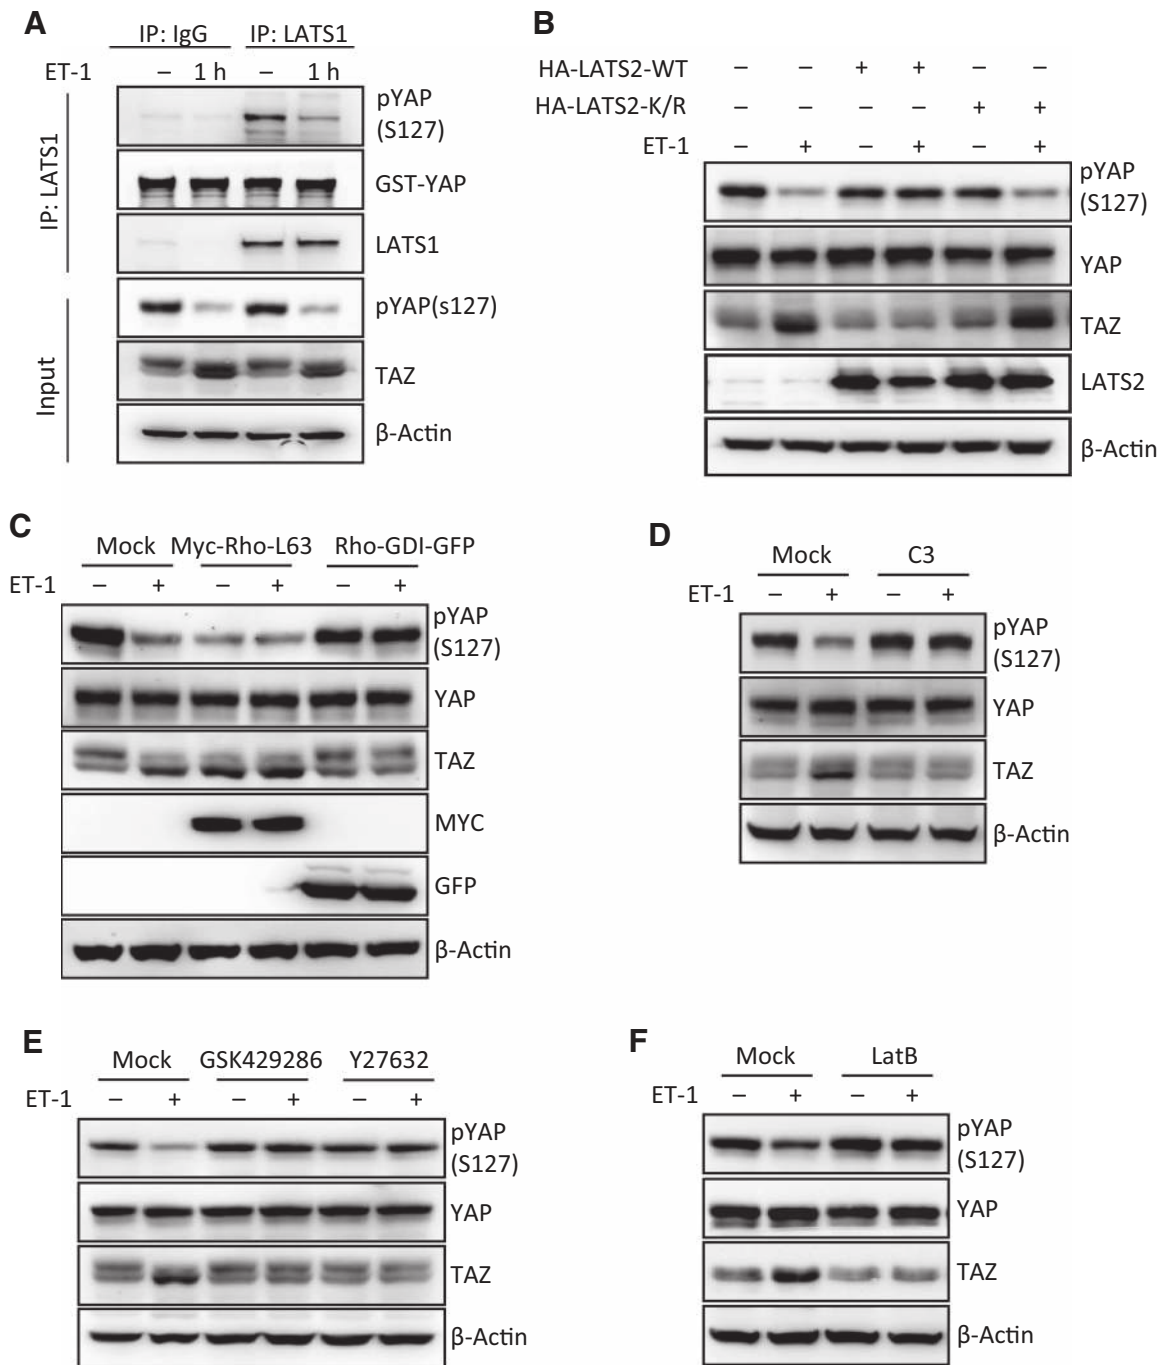 A
IP: IgG IP: LATS1
ET-1 – 1 h – 1 h
IP: LATS1
pYAP
(S127)
GST-YAP
LATS1
Input
pYAP(s127)
TAZ
β-Actin
B
HA-LATS2-WT – – + + – –
HA-LATS2-K/R – – – – + +
ET-1 – + – + – +
pYAP
(S127)
YAP
TAZ
LATS2
β-Actin
C
Mock Myc-Rho-L63 Rho-GDI-GFP
ET-1 – + – + – +
pYAP
(S127)
YAP
TAZ
MYC
GFP
β-Actin
D
Mock C3
ET-1 – + – +
pYAP
(S127)
YAP
TAZ
β-Actin
E
Mock GSK429286 Y27632
ET-1 – + – + – +
pYAP
(S127)
YAP
TAZ
β-Actin
F
Mock LatB
ET-1 – + – +
pYAP
(S127)
YAP
TAZ
β-Actin